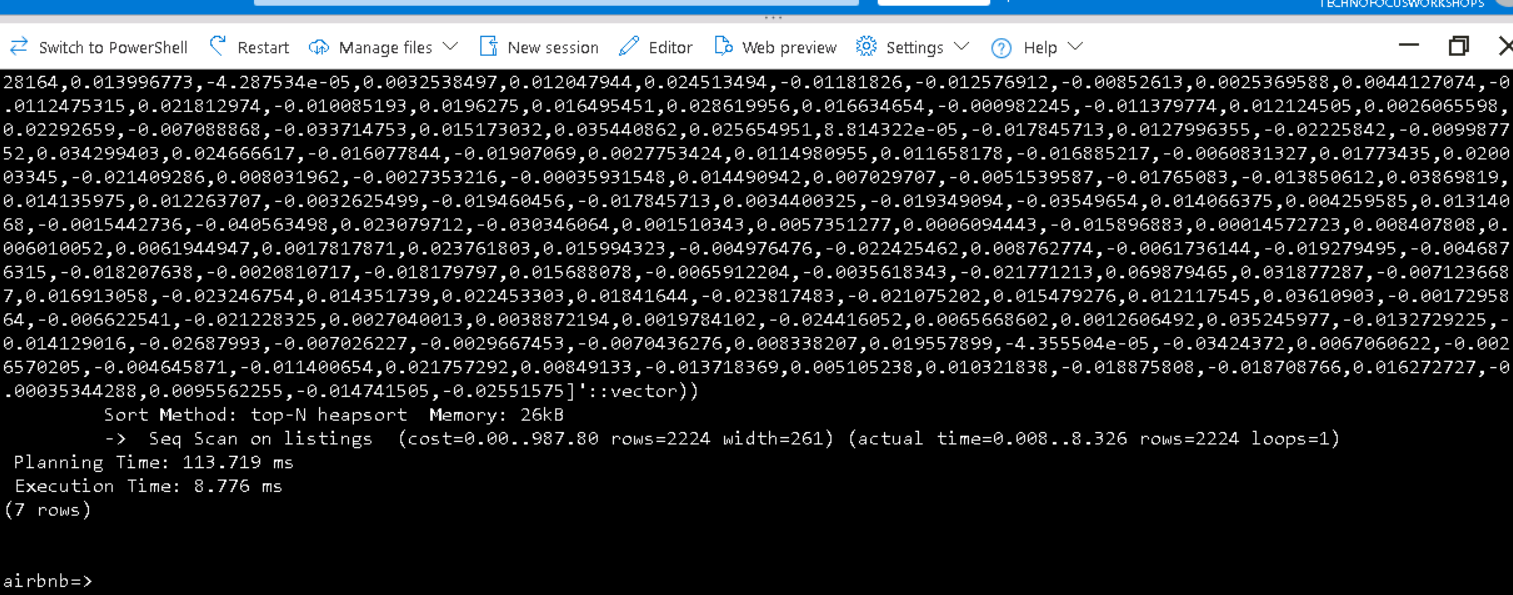 TECHNOFOCUSWORKSHOPS
Switch to PowerShell Restart Manage files New session Editor Web preview Settings Help
28164,0.013996773,-4.287534e-05,0.0032538497,0.012047944,0.024513494,-0.01181826,-0.012576912,-0.00852613,0.0025369588,0.0044127074,-0
.0112475315,0.021812974,-0.010085193,0.0196275,0.016495451,0.028619956,0.016634654,-0.000982245,-0.011379774,0.012124505,0.0026065598,
0.02292659,-0.007088868,-0.033714753,0.015173032,0.035440862,0.025654951,8.814322e-05,-0.017845713,0.0127996355,-0.02225842,-0.0099877
52,0.034299403,0.024666617,-0.016077844,-0.01907069,0.0027753424,0.0114980955,0.011658178,-0.016885217,-0.0060831327,0.01773435,0.0200
03345,-0.021409286,0.008031962,-0.0027353216,-0.00035931548,0.014490942,0.007029707,-0.0051539587,-0.01765083,-0.013850612,0.03869819,
0.014135975,0.012263707,-0.0032625499,-0.019460456,-0.017845713,0.0034400325,-0.019349094,-0.03549654,0.014066375,0.004259585,0.013140
68,-0.0015442736,-0.040563498,0.023079712,-0.030346064,0.001510343,0.0057351277,0.0006094443,-0.015896883,0.00014572723,0.008407808,0.
006010052,0.0061944947,0.0017817871,0.023761803,0.015994323,-0.004976476,-0.022425462,0.008762774,-0.0061736144,-0.019279495,-0.004687
6315,-0.018207638,-0.0020810717,-0.018179797,0.015688078,-0.0065912204,-0.0035618343,-0.021771213,0.069879465,0.031877287,-0.007123668
7,0.016913058,-0.023246754,0.014351739,0.022453303,0.01841644,-0.023817483,-0.021075202,0.015479276,0.012117545,0.03610903,-0.00172958
64,-0.006622541,-0.021228325,0.0027040013,0.0038872194,0.0019784102,-0.024416052,0.0065668602,0.0012606492,0.035245977,-0.0132729225,-
0.014129016,-0.02687993,-0.007026227,-0.0029667453,-0.0070436276,0.008338207,0.019557899,-4.355504e-05,-0.03424372,0.0067060622,-0.002
6570205,-0.004645871,-0.011400654,0.021757292,0.00849133,-0.013718369,0.005105238,0.010321838,-0.018875808,-0.018708766,0.016272727,-0
.00035344288,0.0095562255,-0.014741505,-0.02551575]'::vector))
Sort Method: top-N heapsort Memory: 26kB
-> Seq Scan on listings (cost=0.00..987.80 rows=2224 width=261) (actual time=0.008..8.326 rows=2224 loops=1)
Planning Time: 113.719 ms
Execution Time: 8.776 ms
(7 rows)
airbnb=>